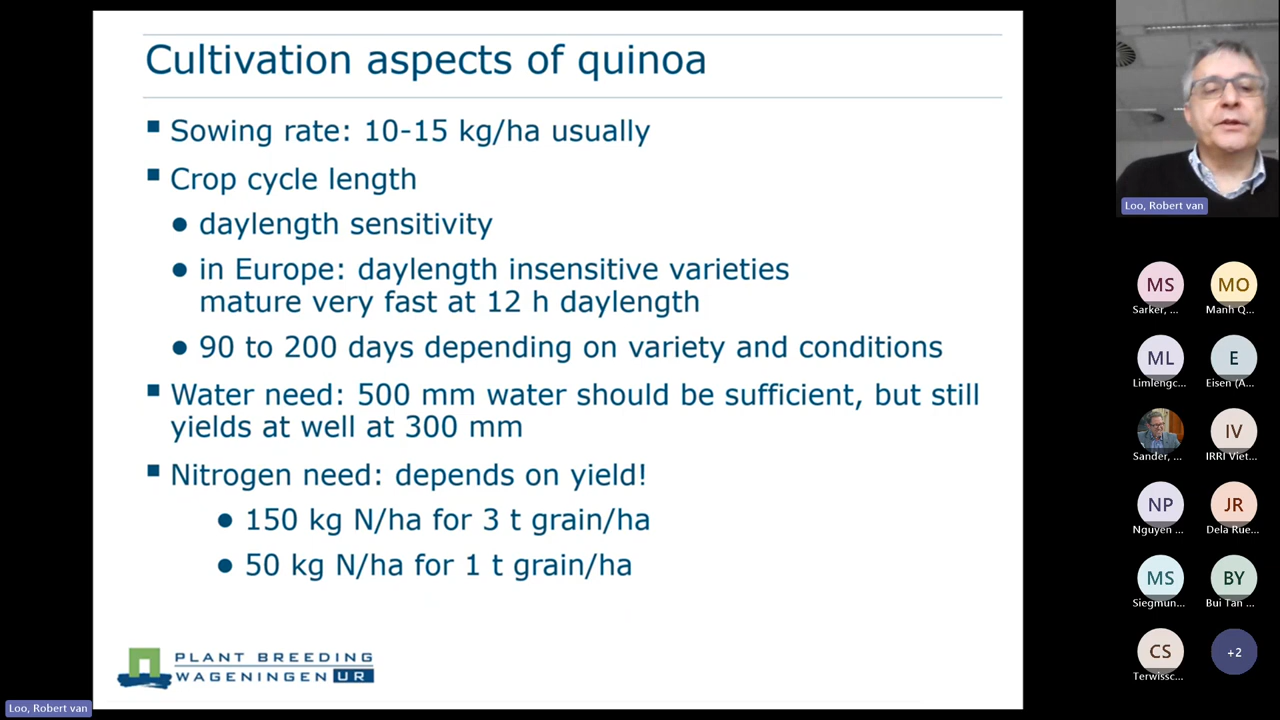 Cultivation aspects of quinoa
Sowing rate: 10-15 kg/ha usually
Crop cycle length
daylength sensitivity
in Europe: daylength insensitive varieties
mature very fast at 12 h daylength
90 to 200 days depending on variety and conditions
Water need: 500 mm water should be sufficient, but still
yields at well at 300 mm
Nitrogen need: depends on yield!
150 kg N/ha for 3 t grain/ha
50 kg N/ha for 1 t grain/ha
PLANT BREEDING
WAGENINGEN UR
Loo, Robert van
Loo, Robert van
MS
Sarker, ...
MO
Manh Q...
ML
Limlengc...
E
Eisen (A...
Sander, ...
IV
IRRI Viet...
NP
Nguyen ...
JR
Dela Rue...
MS
Siegmun...
BY
Bui Tan ...
CS
Terwissc...
+2